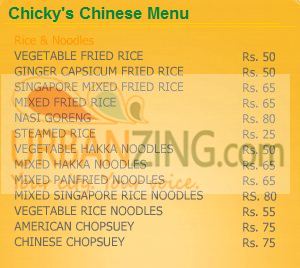 Chicky's Chinese Menu
Rice & Noodles
VEGETABLE FRIED RICE Rs. 50
GINGER CAPSICUM FRIED RICE Rs. 50
SINGAPORE MIXED FRIED RICE Rs. 65
MIXED FRIED RICE Rs. 65
NASI GORENG Rs. 80
STEAMED RICE Rs. 25
VEGETABLE HAKKA NOODLES Rs. 50
MIXED HAKKA NOODLES Rs. 65
MIXED PANFRIED NOODLES Rs. 65
MIXED SINGAPORE RICE NOODLES RS. 80
VEGETABLE RICE NOODLES Rs. 55
AMERICAN CHOPSUEY Rs. 75
CHINESE CHOPSUEY Rs. 75